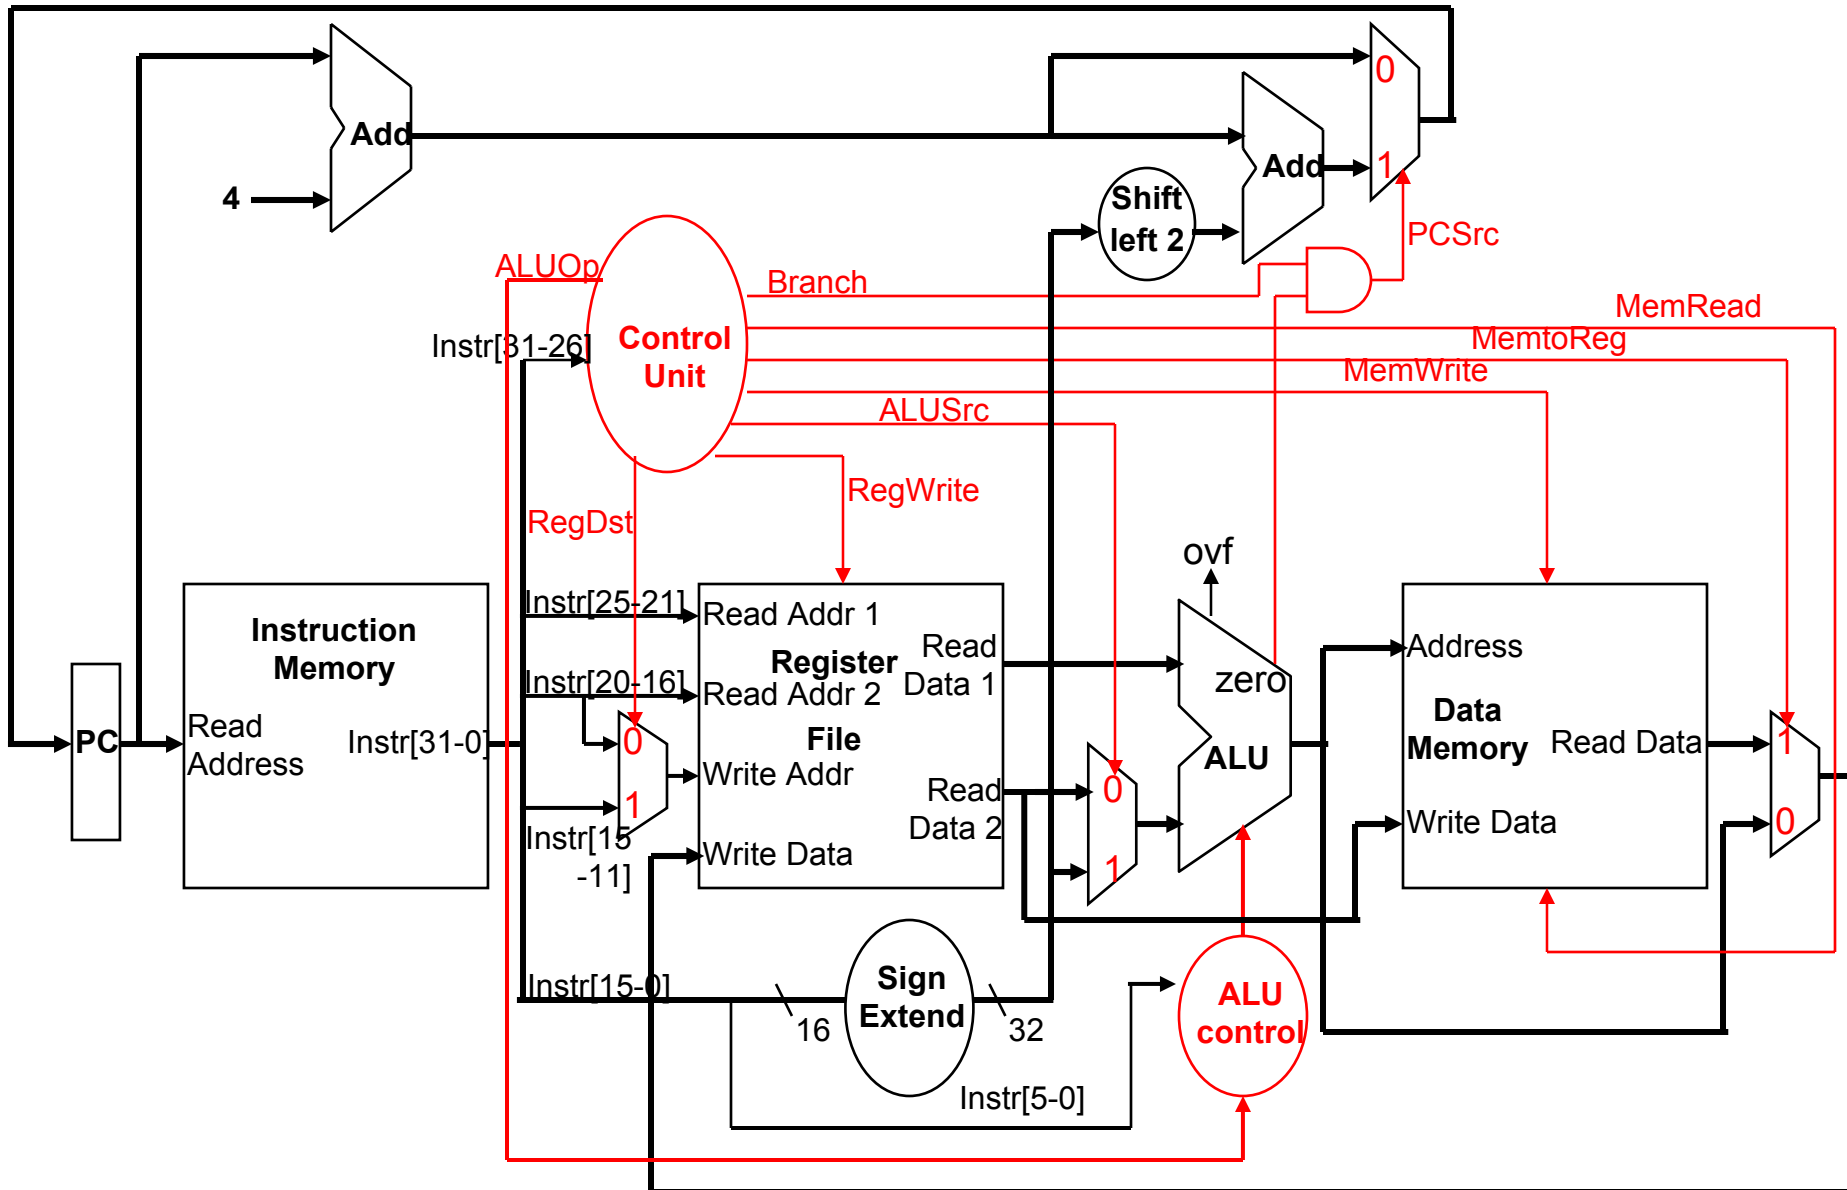 0
Add
Add
1
4
Shift
left 2
PCSrc
ALUOp
Branch
MemRead
Instr[31-26]
Control
Unit
MemtoReg
MemWrite
ALUSrc
RegWrite
RegDst
ovf
Instr[25-21]
Read Addr 1
Instruction
Memory
Register
File
Read
Data 1
Address
Instr[20-16]
Read Addr 2
zero
Data
Memory
PC
Read
Address
Instr[31-0]
0
Write Addr
ALU
Read Data
1
1
Read
Data 2
0
Write Data
0
Instr[15
-11]
Write Data
1
Instr[15-0]
Sign
Extend
16
32
ALU
control
Instr[5-0]